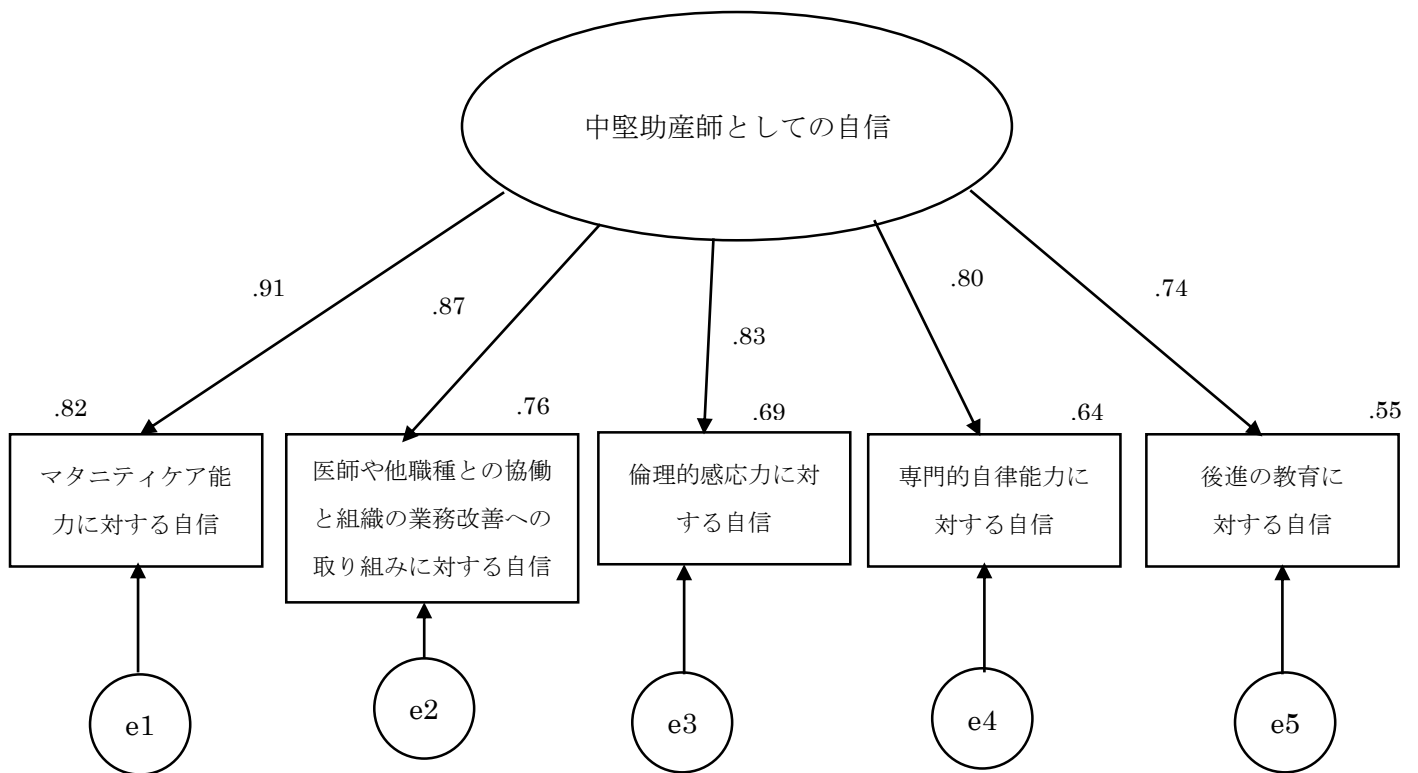 中堅助産師としての自信
.91
.87
.83
.80
.74
.82
.76
.69
.64
.55
マタニティケア能
力に対する自信
医師や他職種との協働
と組織の業務改善への
取り組みに対する自信
倫理的感応力に対
する自信
専門的自律能力に
対する自信
後進の教育に
対する自信
e1
e2
e3
e4
e5